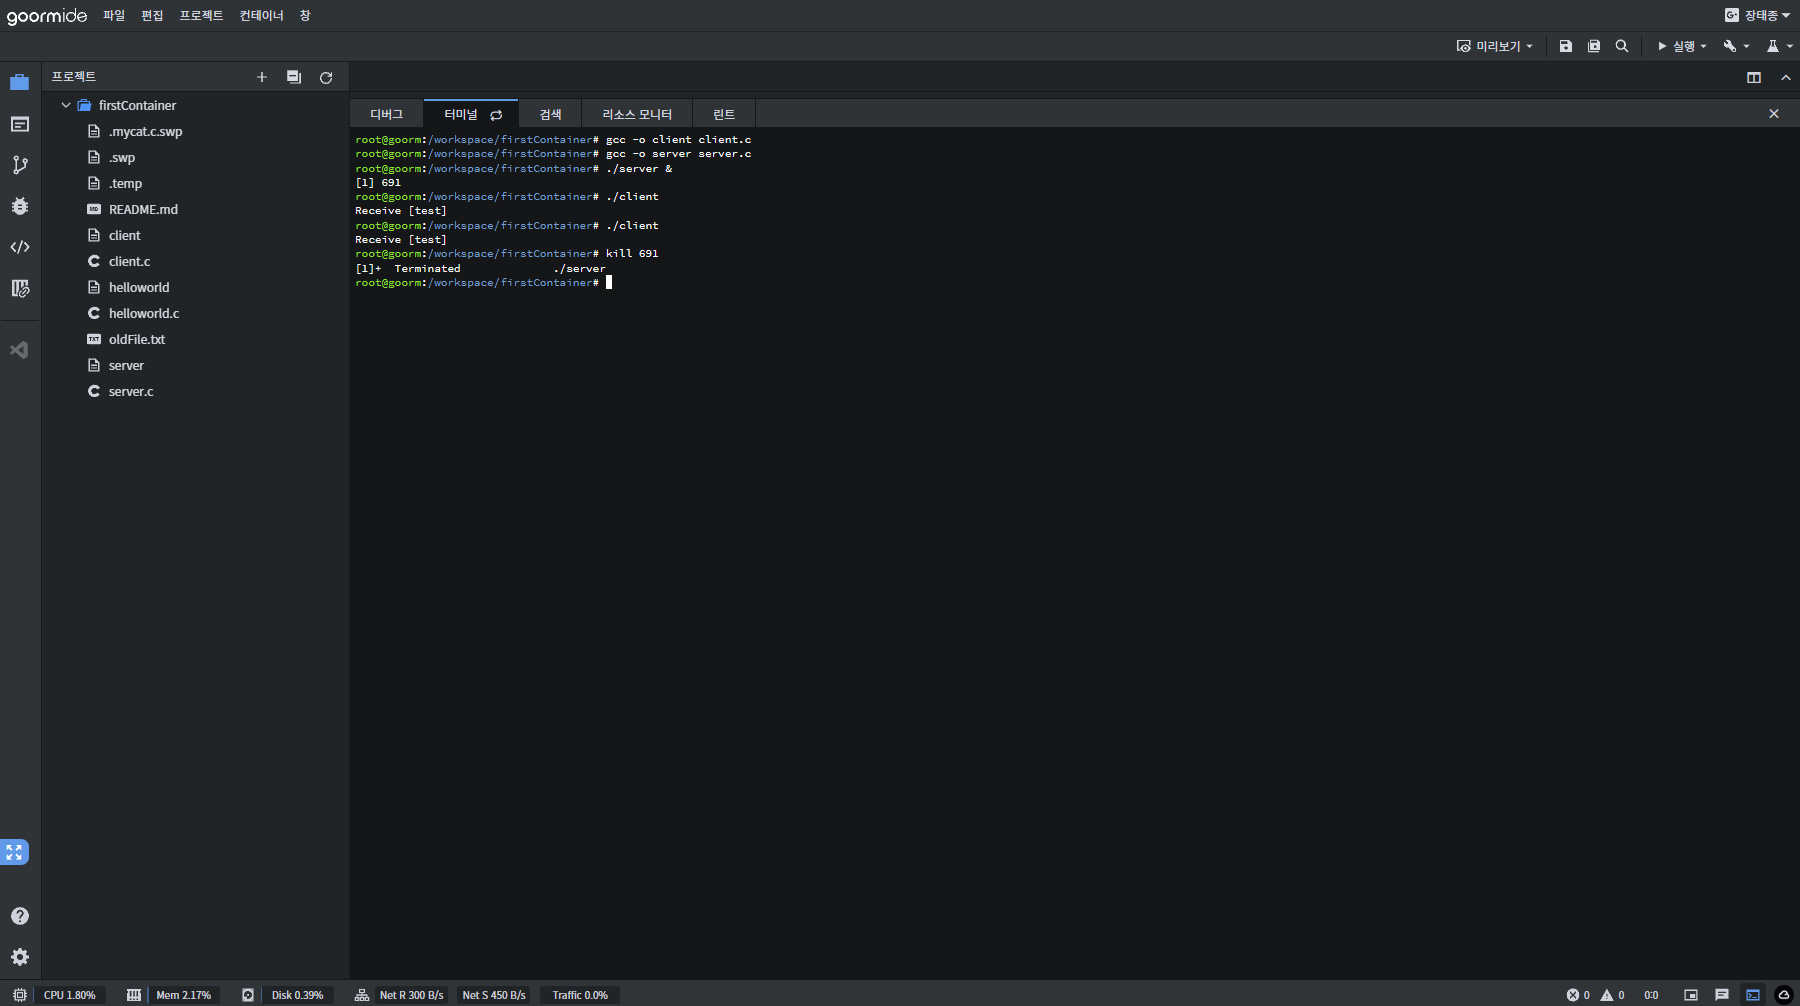 goormide 파일 편집 프로젝트 컨테이너 창 G+ 장태종
미리보기 실행
프로젝트
firstContainer
.mycat.c.swp
.swp
.temp
MD README.md
client
C client.c
helloworld
C helloworld.c
TXT oldFile.txt
server
C server.c
디버그 터미널 검색 리소스 모니터 린트
root@goorm:/workspace/firstContainer# gcc -o client client.c
root@goorm:/workspace/firstContainer# gcc -o server server.c
root@goorm:/workspace/firstContainer# ./server &
[1] 691
root@goorm:/workspace/firstContainer# ./client
Receive [test]
root@goorm:/workspace/firstContainer# ./client
Receive [test]
root@goorm:/workspace/firstContainer# kill 691
[1]+  Terminated              ./server
root@goorm:/workspace/firstContainer#
CPU 1.80% Mem 2.17% Disk 0.39% Net R 300 B/s Net S 450 B/s Traffic 0.0% 0 0 0:0